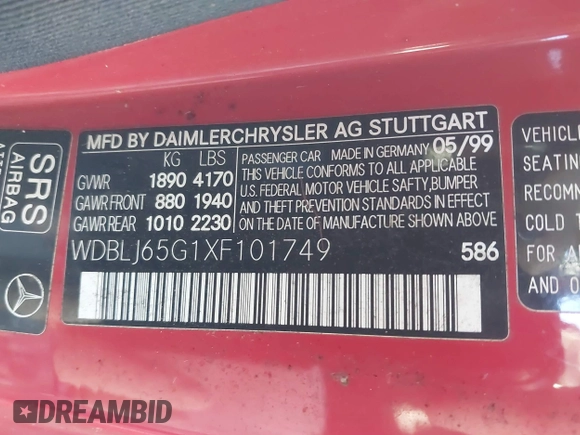 MFD BY DAIMLERCHRYSLER AG STUTTGART
KG LBS
GVWR 1890 4170
GAWR FRONT 880 1940
GAWR REAR 1010 2230
PASSENGER CAR MADE IN GERMANY 05/99
THIS VEHICLE CONFORMS TO ALL APPLICABLE
U.S. FEDERAL MOTOR VEHICLE SAFTY,BUMPER
AND THEFT PREVENTION STANDARDS IN EFFECT
ON THE DATE OF MANUFACTURE SHOWN ABOVE
WDBLJ65G1XF101749 586
SRS
AIRBAG
VEHICL
SEATING
RECOMM
COLD T
FOR A
AND
DREAMBID